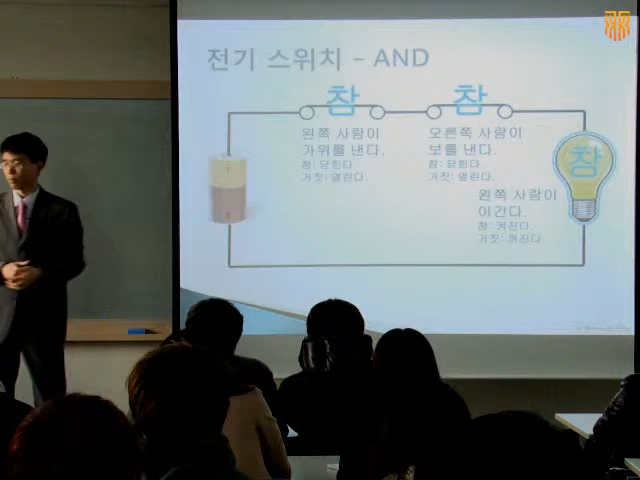 전기 스위치 - AND
참
참
왼쪽 사람이
가위를 낸다.
참: 닫힌다
거짓: 열린다.
오른쪽 사람이
보를 낸다.
참: 닫힌다
거짓: 열린다.
참
왼쪽 사람이
이긴다.
참: 켜진다.
거짓: 꺼진다